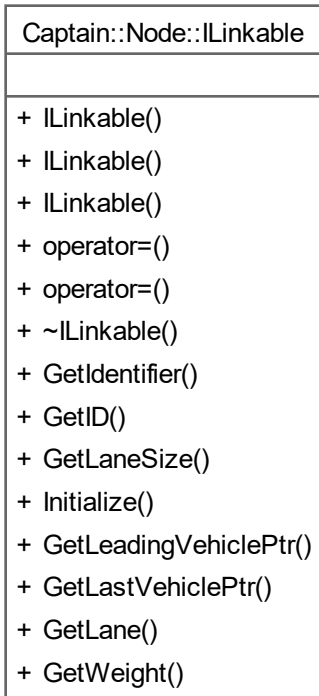 Captain::Node::ILinkable
+ ILinkable()
+ ILinkable()
+ ILinkable()
+ operator=()
+ operator=()
+ ~ILinkable()
+ GetIdentifier()
+ GetID()
+ GetLaneSize()
+ Initialize()
+ GetLeadingVehiclePtr()
+ GetLastVehiclePtr()
+ GetLane()
+ GetWeight()